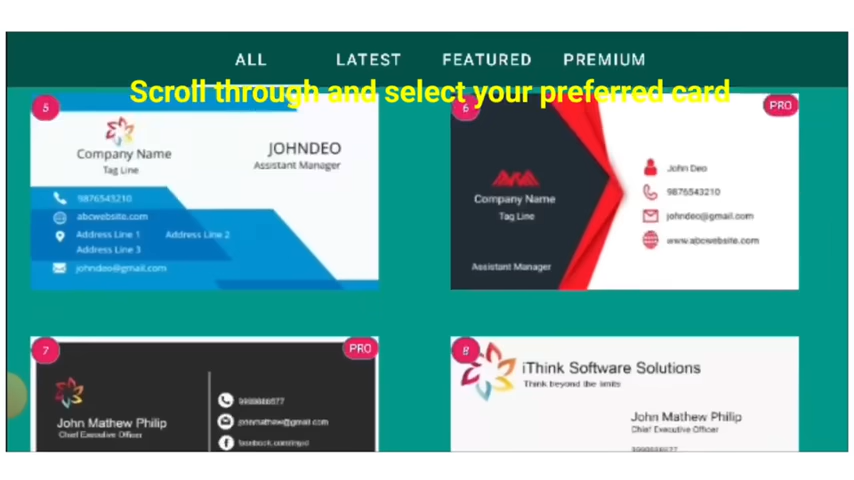 ALL LATEST FEATURED PREMIUM
Scroll through and select your preferred card
5
Company Name
Tag Line
JOHNDEO
Assistant Manager
9876543210
abcwebsite.com
Address Line 1 Address Line 2
Address Line 3
johndeo@gmail.com
6
PRO
Company Name
Tag Line
Assistant Manager
John Deo
9876543210
johndeo@gmail.com
www.abcwebsite.com
7
PRO
John Mathew Philip
Chief Executive Officer
8
iThink Software Solutions
Think beyond the limits
John Mathew Philip
Chief Executive Officer